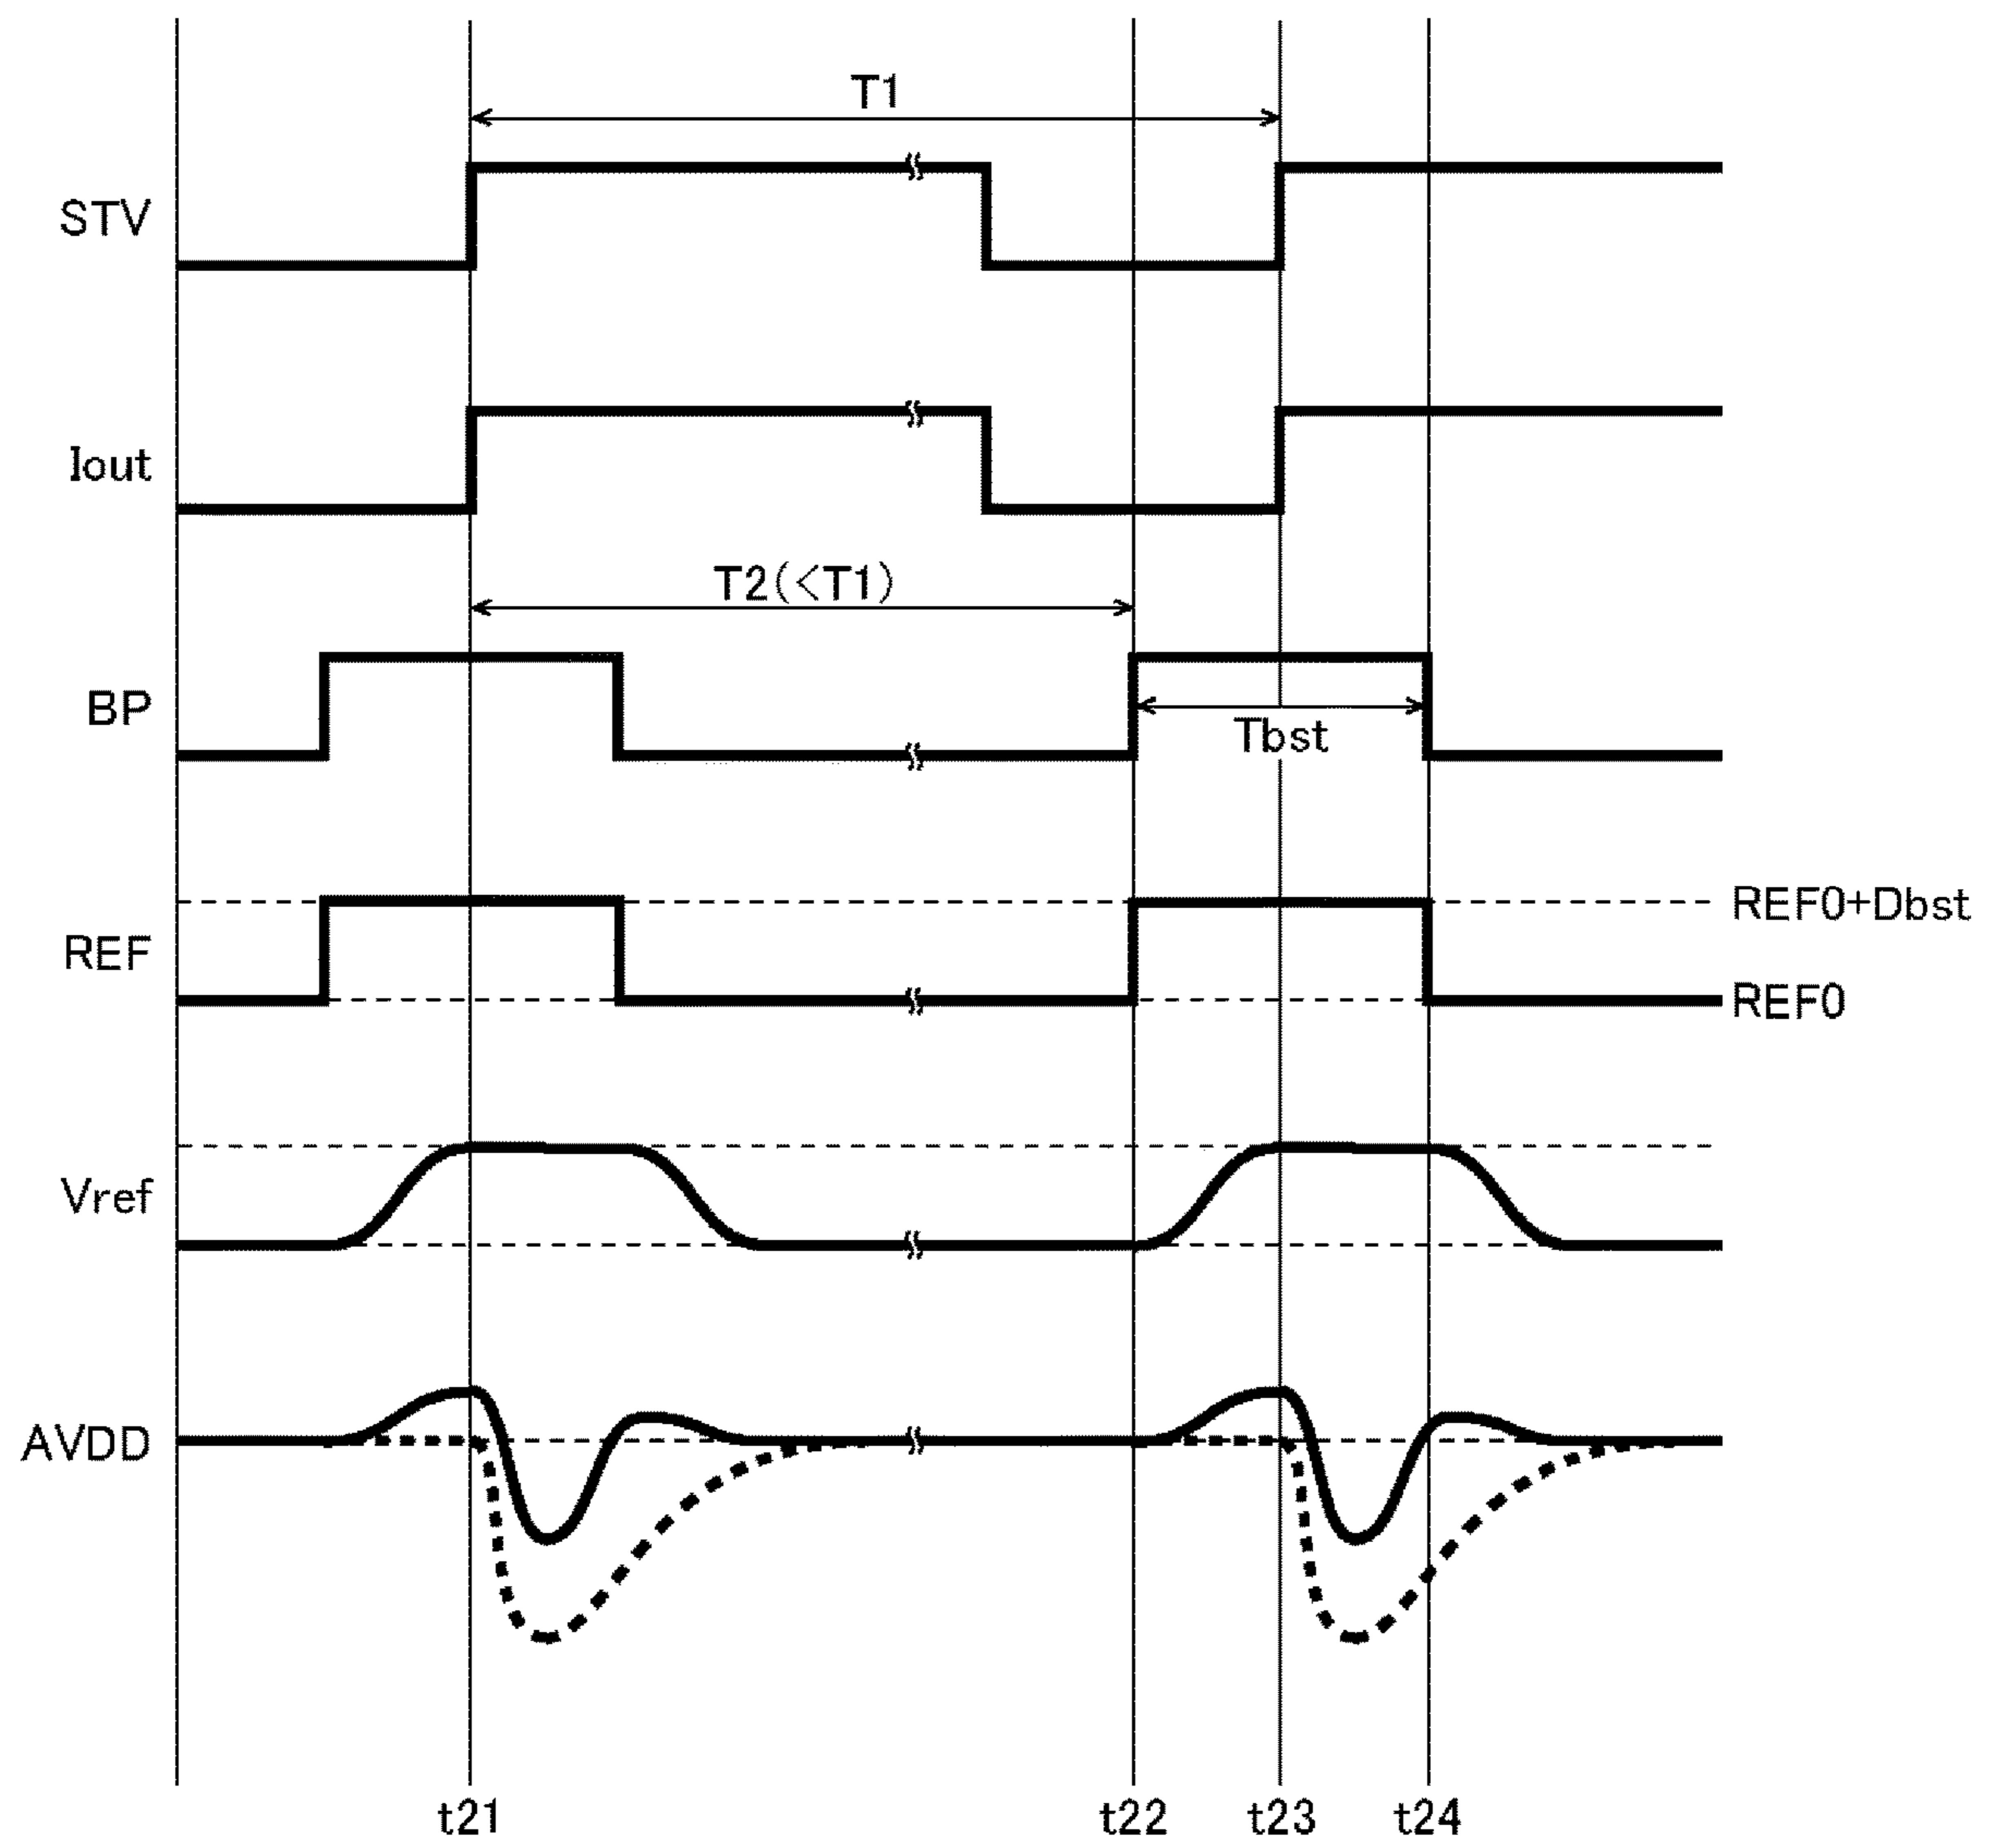 T1
STV
Iout
T2(<T1)
BP
Tbst
REF0+Dbst
REF
REF0
Vref
AVDD
t21 t22 t23 t24